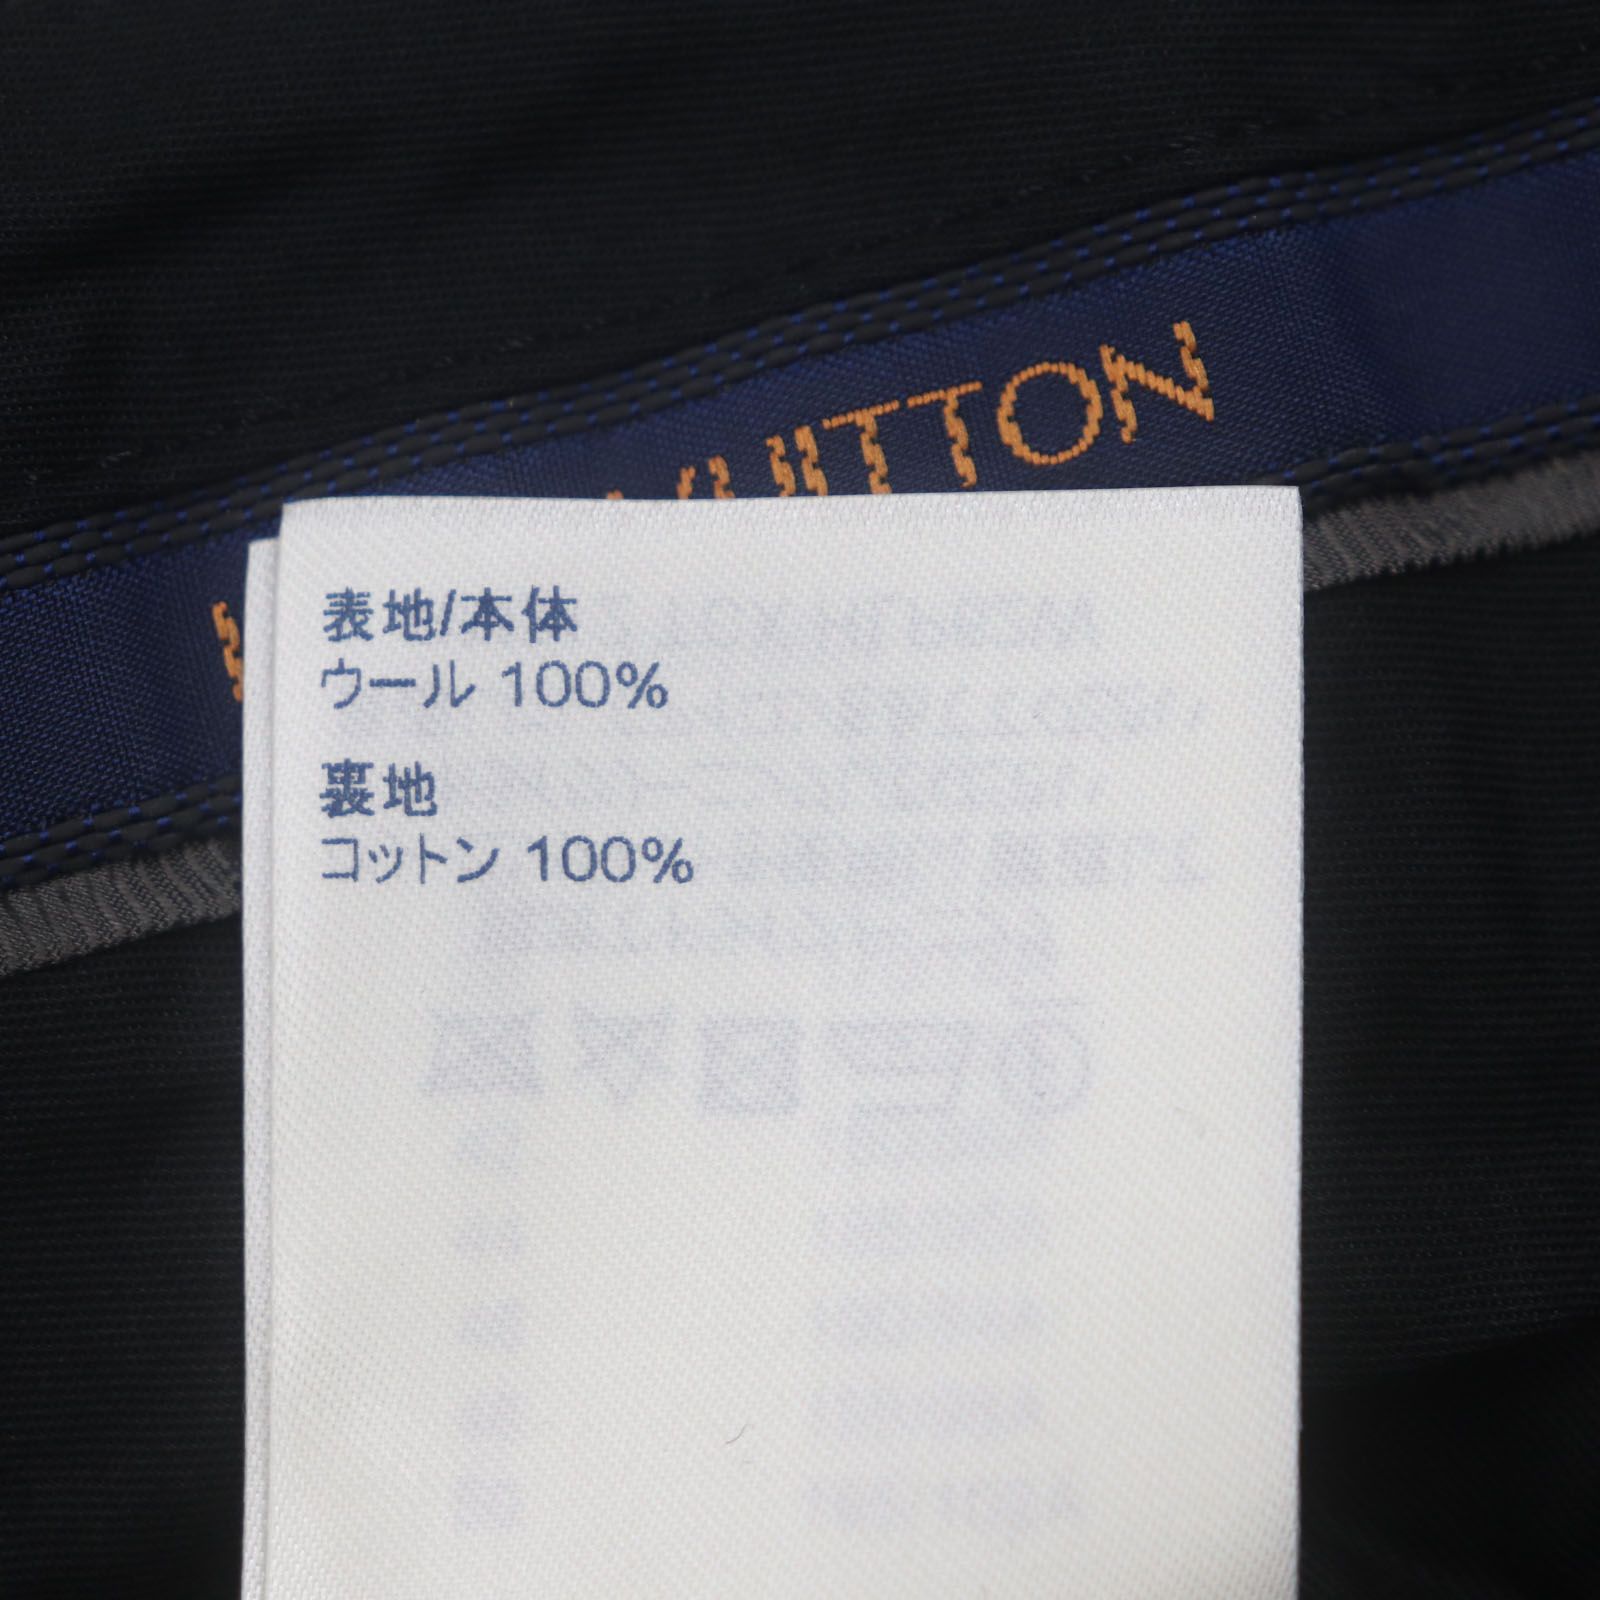 VUITTON
表地/本体
ウール 100%
裏地
コットン 100%